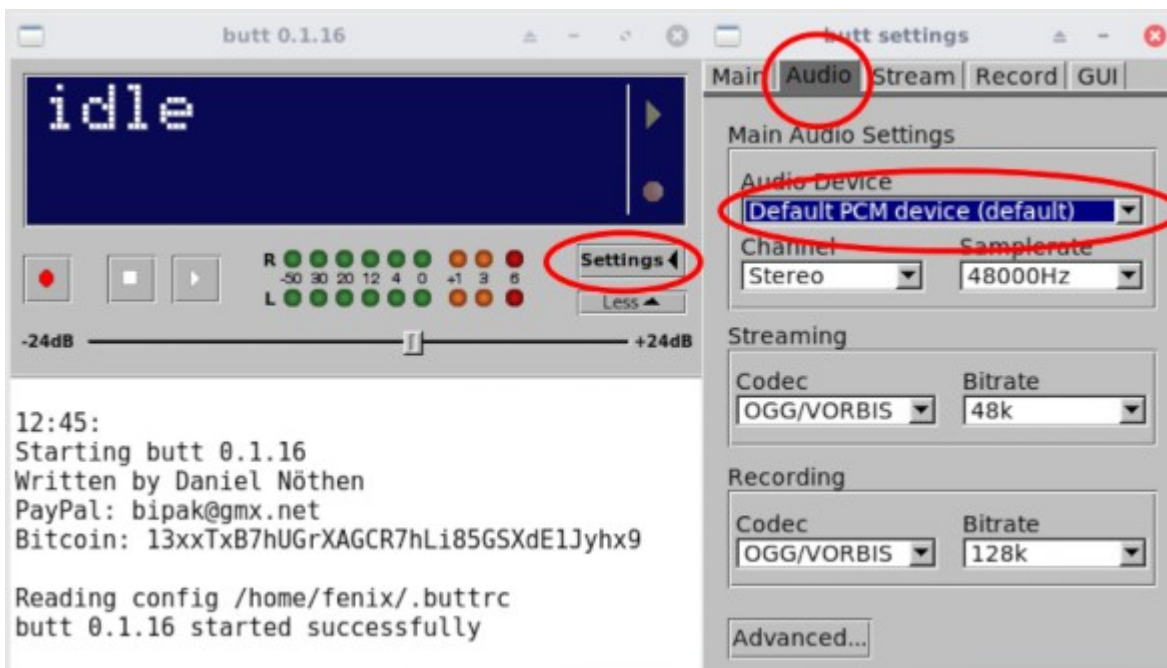 butt 0.1.16
idle
R
-50 30 20 12 4 0 +1 3 6
L
Settings
Less
-24dB
+24dB
12:45:
Starting butt 0.1.16
Written by Daniel Nöthen
PayPal: bipak@gmx.net
Bitcoin: 13xxTxB7hUGrXAGCR7hLi85GSXdE1Jyhx9
Reading config /home/fenix/.buttrc
butt 0.1.16 started successfully
butt settings
Main Audio Stream Record GUI
Main Audio Settings
Audio Device
Default PCM device (default)
Channel Samplerate
Stereo 48000Hz
Streaming
Codec Bitrate
OGG/VORBIS 48k
Recording
Codec Bitrate
OGG/VORBIS 128k
Advanced...